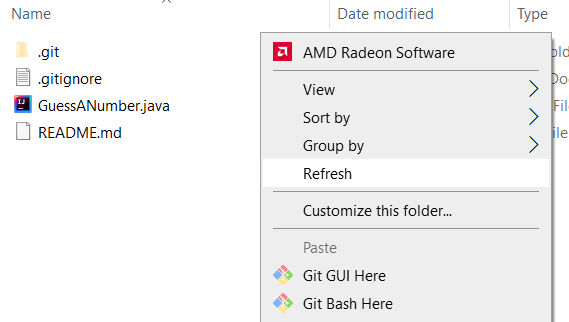 Name Date modified Type
.git
.gitignore
GuessANumber.java
README.md
AMD Radeon Software
View
Sort by
Group by
Refresh
Customize this folder...
Paste
Git GUI Here
Git Bash Here